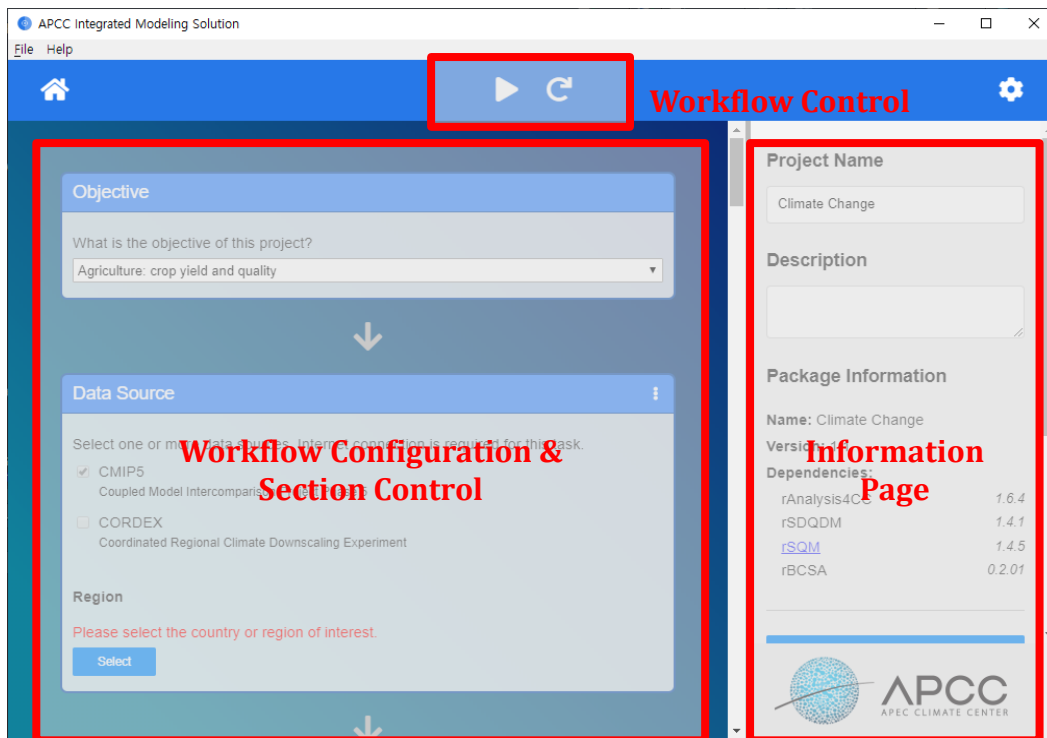 APCC Integrated Modeling Solution
File Help
Workflow Control
Objective
What is the objective of this project?
Agriculture: crop yield and quality
Data Source
Select one or more data sources. Internet connection is required for this task.
CMIP5
Coupled Model Intercomparison Project Phase 5
CORDEX
Coordinated Regional Climate Downscaling Experiment
Region
Please select the country or region of interest.
Select
Workflow Configuration &
Section Control
Project Name
Climate Change
Description
Package Information
Name: Climate Change
Version:
Dependencies:
rAnalysis4CC 1.6.4
rSDQDM 1.4.1
rSQM 1.4.5
rBCSA 0.2.01
Information
Page
APCC
APEC CLIMATE CENTER